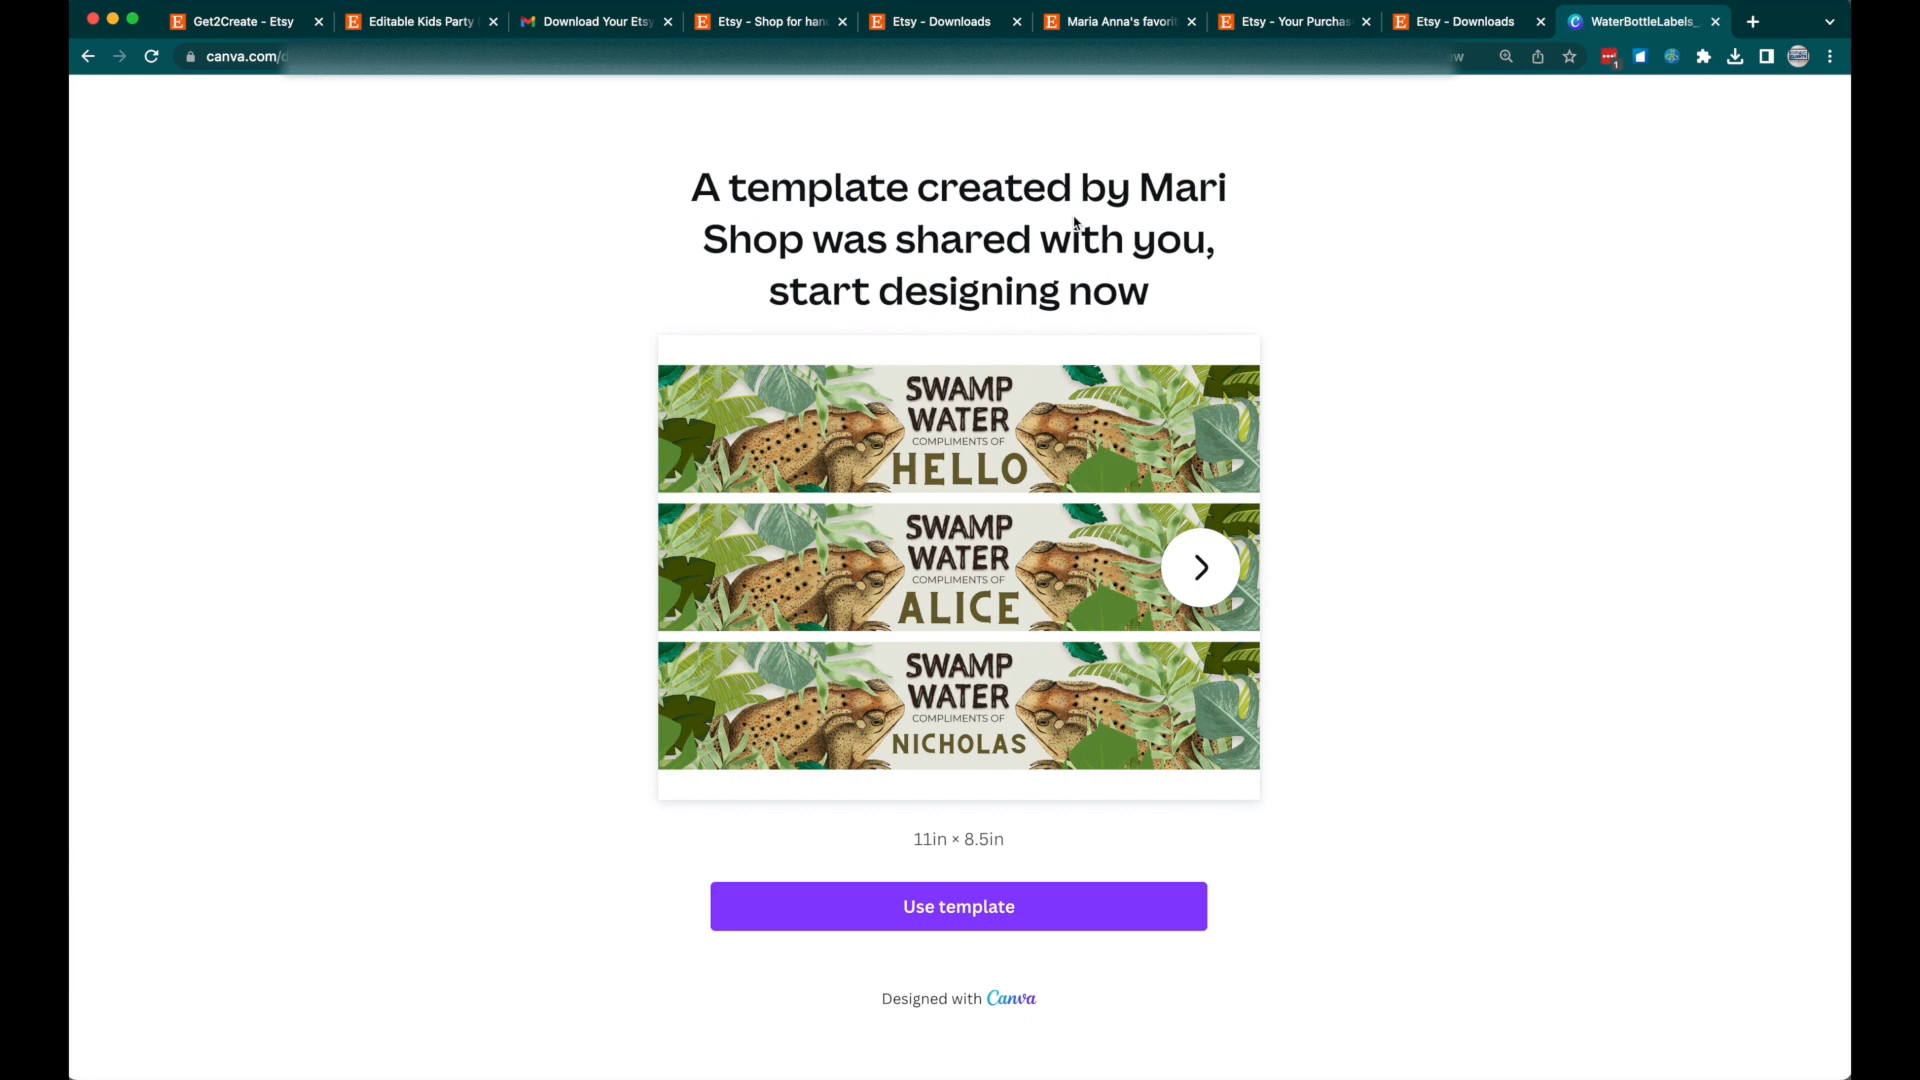 Get2Create - Etsy
Editable Kids Party
Download Your Etsy
Etsy - Shop for han
Etsy - Downloads
Maria Anna's favori
Etsy - Your Purchas
Etsy - Downloads
WaterBottleLabels_
canva.com/d
A template created by Mari
Shop was shared with you,
start designing now
SWAMP
WATER
COMPLIMENTS OF
HELLO
SWAMP
WATER
COMPLIMENTS OF
ALICE
SWAMP
WATER
COMPLIMENTS OF
NICHOLAS
11in × 8.5in
Use template
Designed with Canva